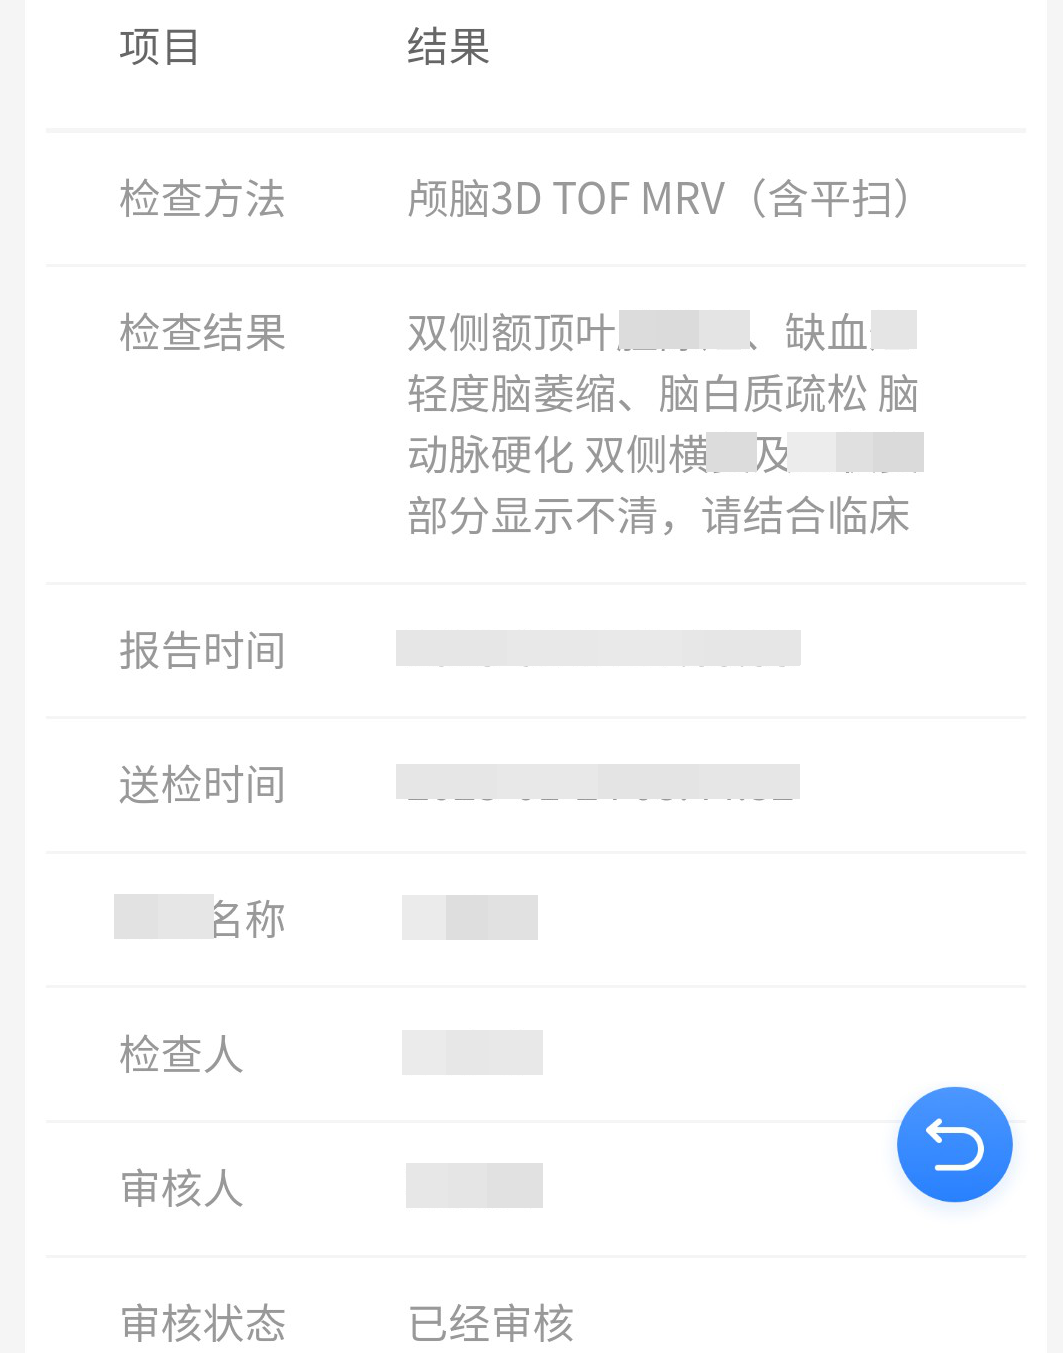 项目 结果
检查方法 颅脑3D TOF MRV（含平扫）
检查结果 双侧额顶叶、缺血
轻度脑萎缩、脑白质疏松 脑
动脉硬化 双侧横及
部分显示不清，请结合临床
报告时间
送检时间
名称
检查人
审核人
审核状态 已经审核